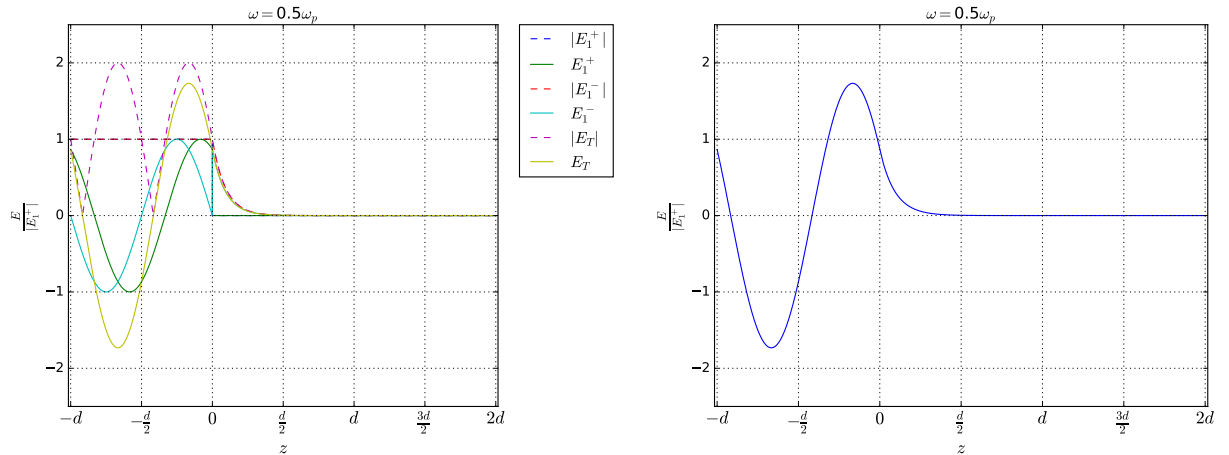 ω = 0.5ω_p
2
1
0
−1
−2
E/|E_1^+|
−d
−d/2
0
d/2
d
3d/2
2d
z
|E_1^+|
E_1^+
|E_1^-|
E_1^-
|E_T|
E_T
ω = 0.5ω_p
2
1
0
−1
−2
E/|E_1^+|
−d
−d/2
0
d/2
d
3d/2
2d
z